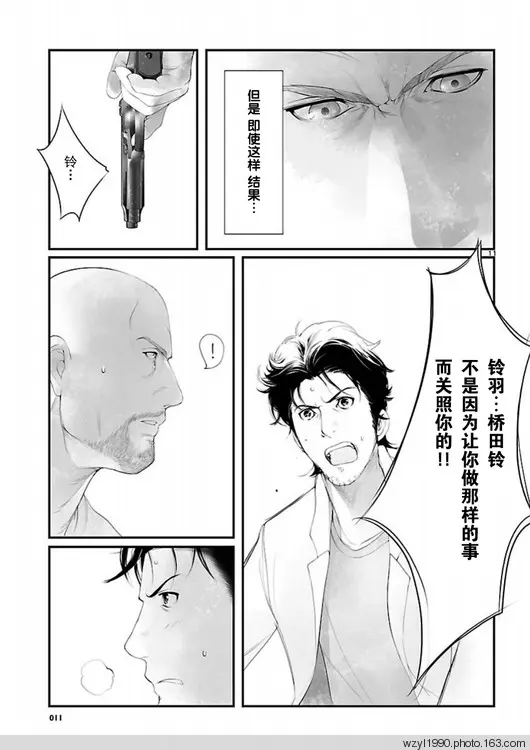 但是 即使这样 结果…
铃…
!
铃羽…桥田铃
不是因为让你做那样的事
而关照你的!!
011
wzyl1990.photo.163.com